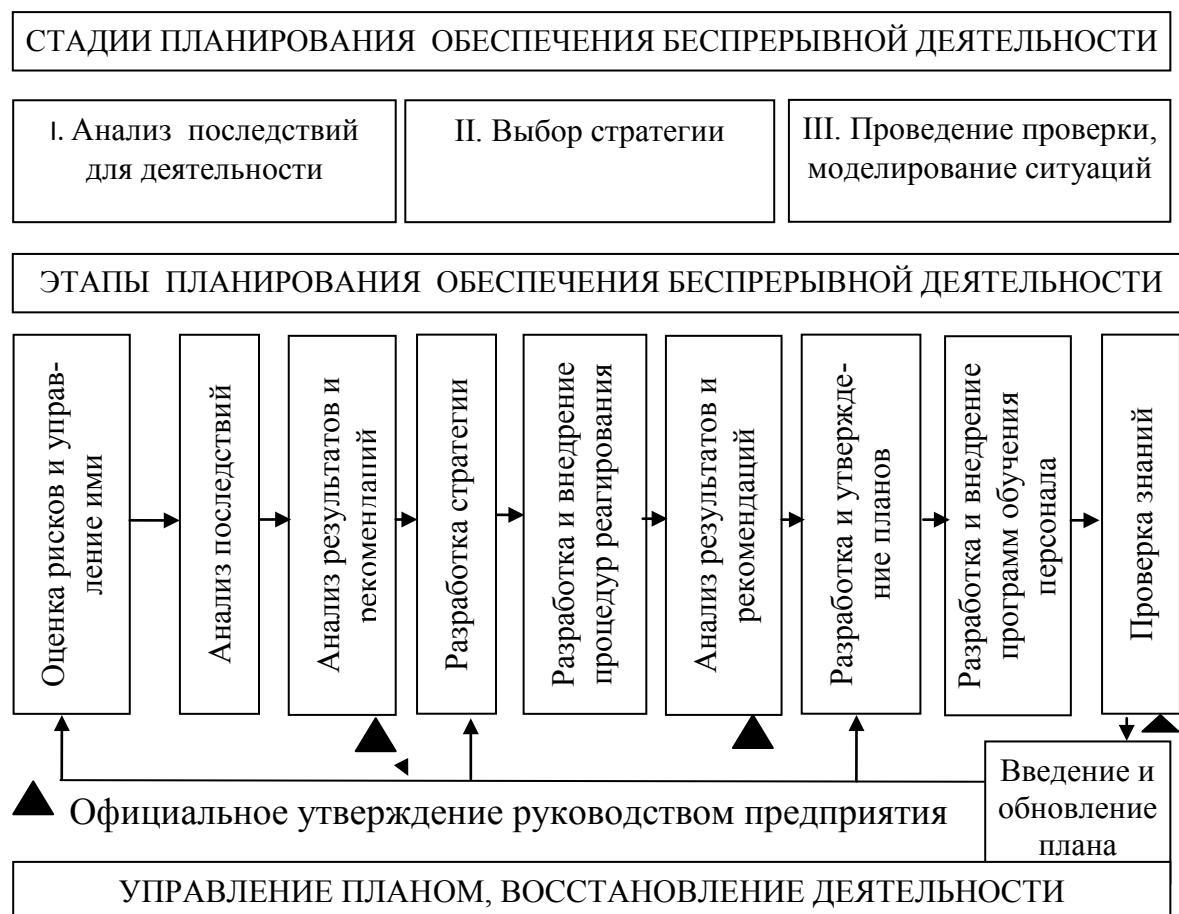 СТАДИИ ПЛАНИРОВАНИЯ ОБЕСПЕЧЕНИЯ БЕСПРЕРЫВНОЙ ДЕЯТЕЛЬНОСТИ
I. Анализ последствий
для деятельности
II. Выбор стратегии
III. Проведение проверки,
моделирование ситуаций
ЭТАПЫ ПЛАНИРОВАНИЯ ОБЕСПЕЧЕНИЯ БЕСПРЕРЫВНОЙ ДЕЯТЕЛЬНОСТИ
Оценка рисков и управ-
ление ими
Анализ последствий
Анализ результатов и
рекомендаций
Разработка стратегии
Разработка и внедрение
процедур реагирования
Анализ результатов и
рекомендаций
Разработка и утвержде-
ние планов
Разработка и внедрение
программ обучения
персонала
Проверка знаний
Введение и
обновление
плана
Официальное утверждение руководством предприятия
УПРАВЛЕНИЕ ПЛАНОМ, ВОССТАНОВЛЕНИЕ ДЕЯТЕЛЬНОСТИ